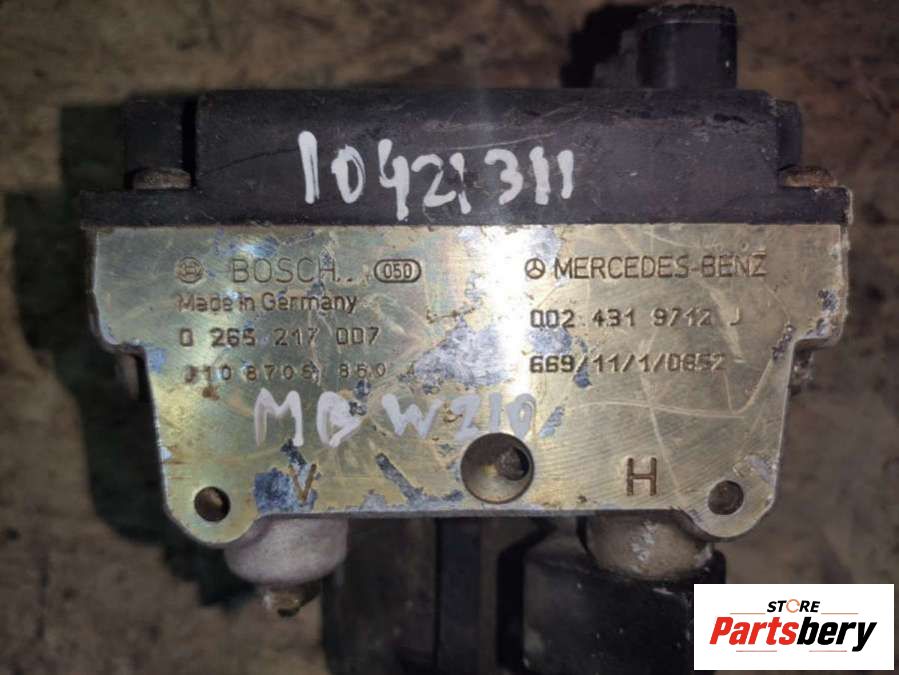 10421311
BOSCH 050
Made in Germany
0 265 217 007
MERCEDES-BENZ
002 431 9712 J
669/11/1/0852
MB W210
V
H
STORE
Partsbery